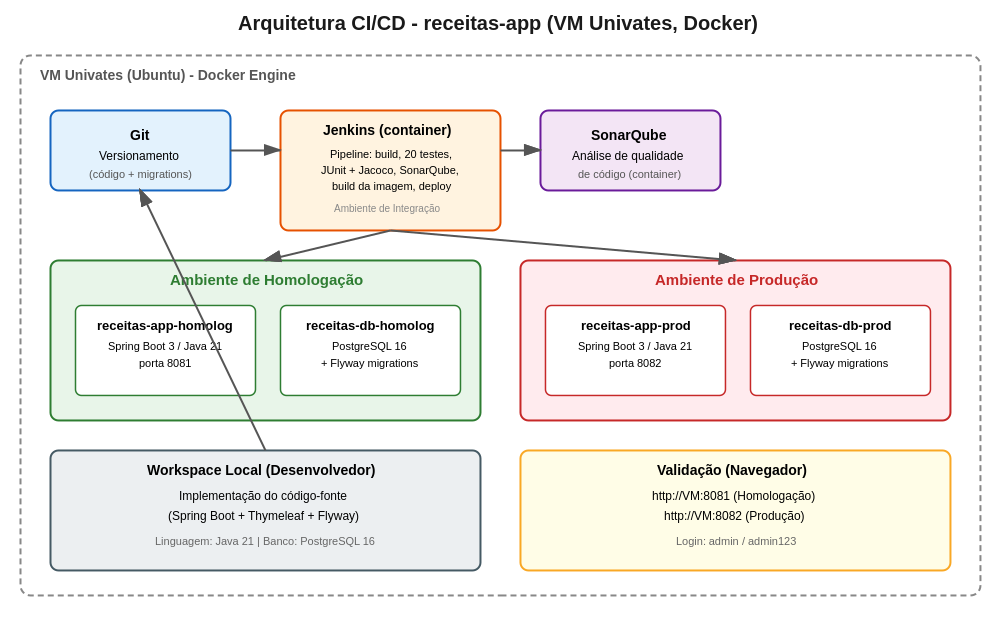 Arquitetura CI/CD - receitas-app (VM Univates, Docker)
VM Univates (Ubuntu) - Docker Engine
Git
Versionamento
(código + migrations)
Jenkins (container)
Pipeline: build, 20 testes,
JUnit + Jacoco, SonarQube,
build da imagem, deploy
Ambiente de Integração
SonarQube
Análise de qualidade
de código (container)
Ambiente de Homologação
receitas-app-homolog
Spring Boot 3 / Java 21
porta 8081
receitas-db-homolog
PostgreSQL 16
+ Flyway migrations
Ambiente de Produção
receitas-app-prod
Spring Boot 3 / Java 21
porta 8082
receitas-db-prod
PostgreSQL 16
+ Flyway migrations
Workspace Local (Desenvolvedor)
Implementação do código-fonte
(Spring Boot + Thymeleaf + Flyway)
Linguagem: Java 21 | Banco: PostgreSQL 16
Validação (Navegador)
http://VM:8081 (Homologação)
http://VM:8082 (Produção)
Login: admin / admin123